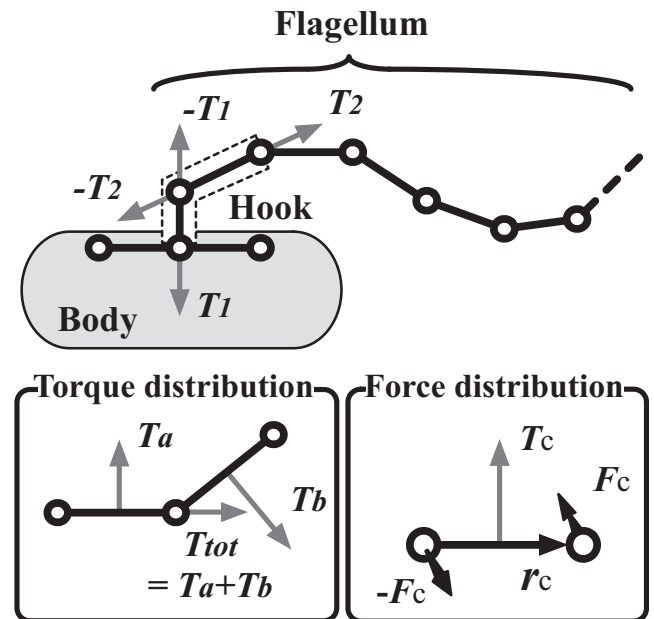 Flagellum
-T1
T2
-T2
Hook
T1
Body
Torque distribution
Ta
Tb
Ttot
= Ta+Tb
Force distribution
Tc
Fc
-Fc
rc